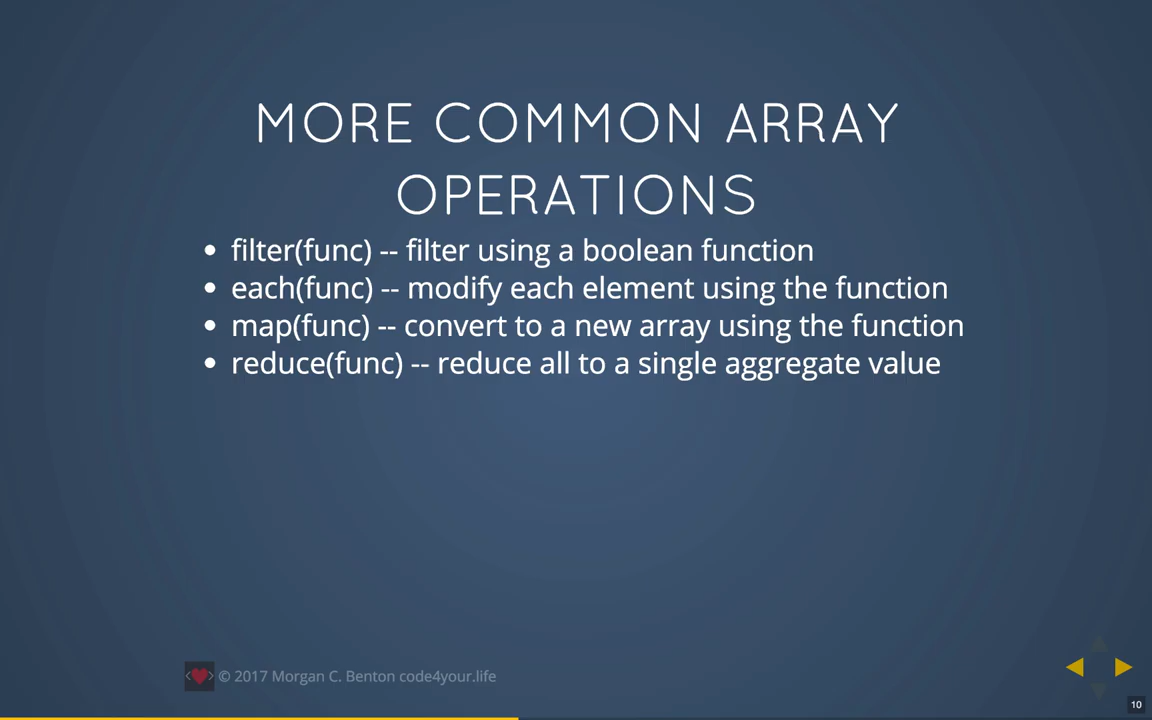 MORE COMMON ARRAY
OPERATIONS
• filter(func) -- filter using a boolean function
• each(func) -- modify each element using the function
• map(func) -- convert to a new array using the function
• reduce(func) -- reduce all to a single aggregate value
<❤> © 2017 Morgan C. Benton code4your.life
10